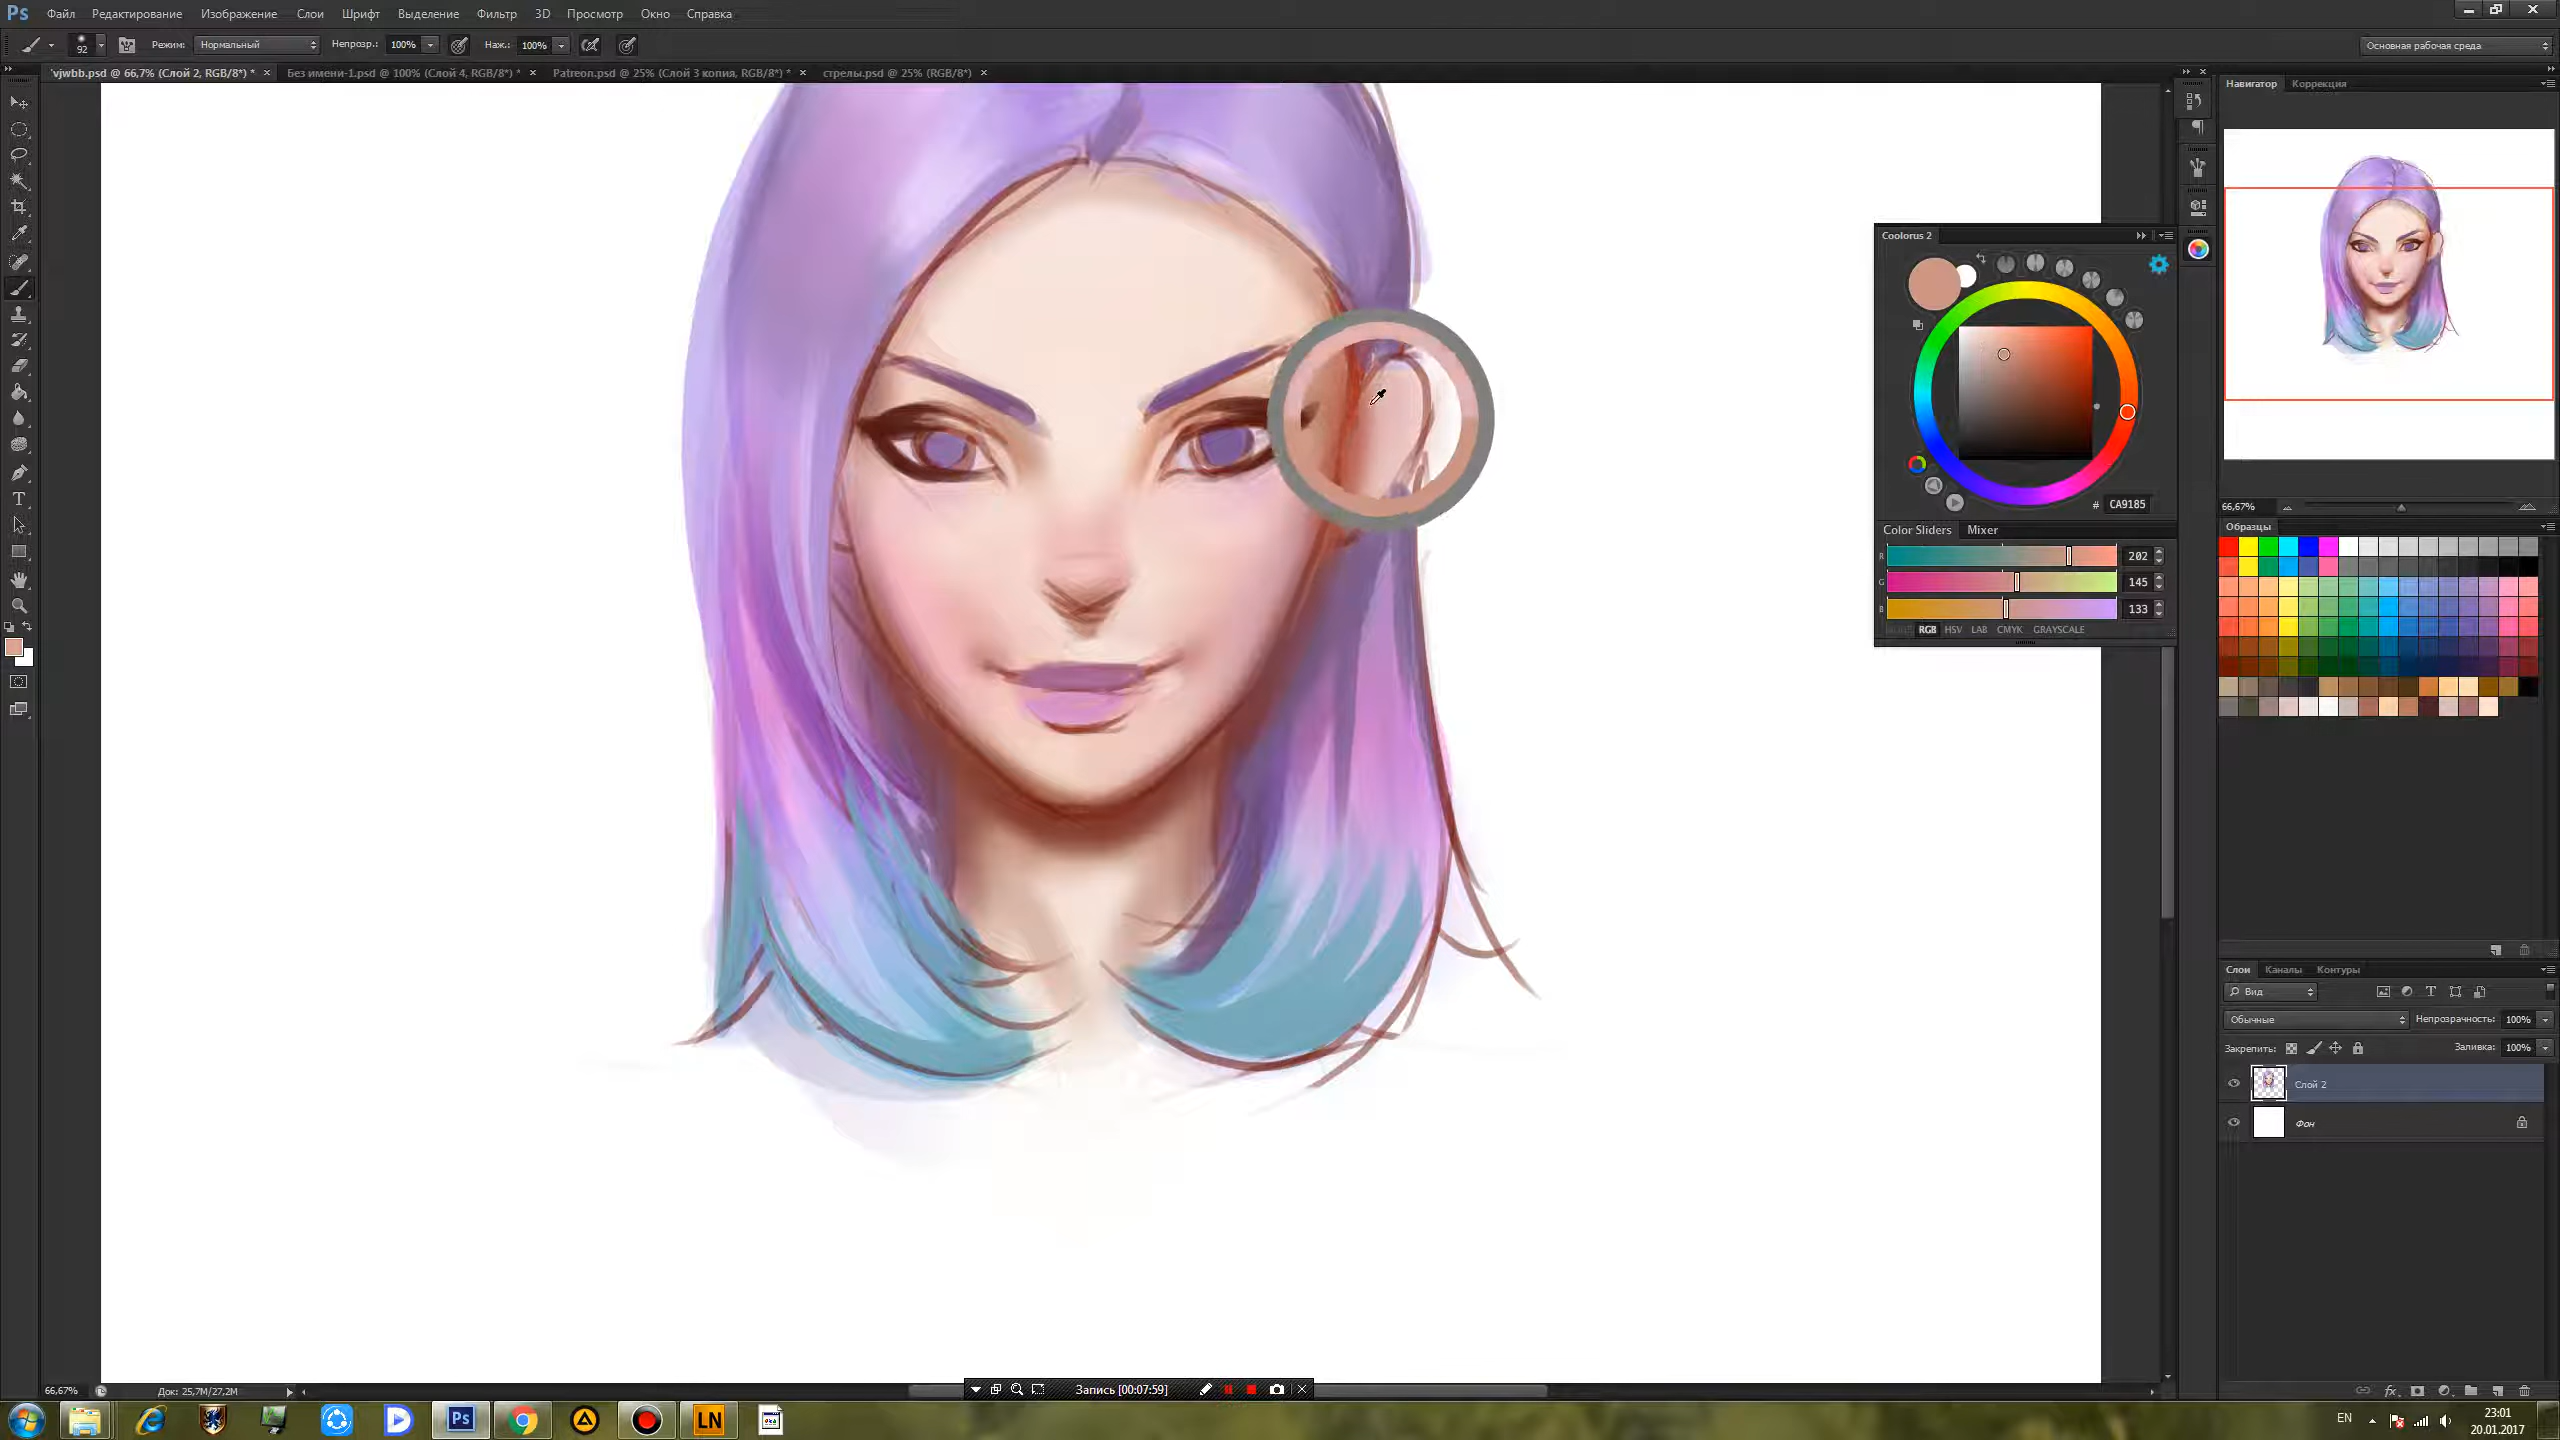 Ps Файл Редактирование Изображение Слои Шрифт Выделение Фильтр 3D Просмотр Окно Справка
92 Режим: Нормальный Непрозр.: 100% Наж.: 100% Основная рабочая среда
'vjwbb.psd @ 66,7% (Слой 2, RGB/8*) * Без имени-1.psd @ 100% (Слой 4, RGB/8*) * Patreon.psd @ 25% (Слой 3 копия, RGB/8*) * стрелы.psd @ 25% (RGB/8*)
Навигатор Коррекция
Coolorus 2
# CA9185
66,67%
Color Sliders Mixer
Образцы
R 202
G 145
B 133
RGB HSV LAB CMYK GRAYSCALE
Слои Каналы Контуры
Вид
Обычные Непрозрачность: 100%
Закрепить: Заливка: 100%
Слой 2
Фон
66,67% Док: 25,7M/27,2M
Запись [00:07:59]
Ps LN EN
23:01
20.01.2017